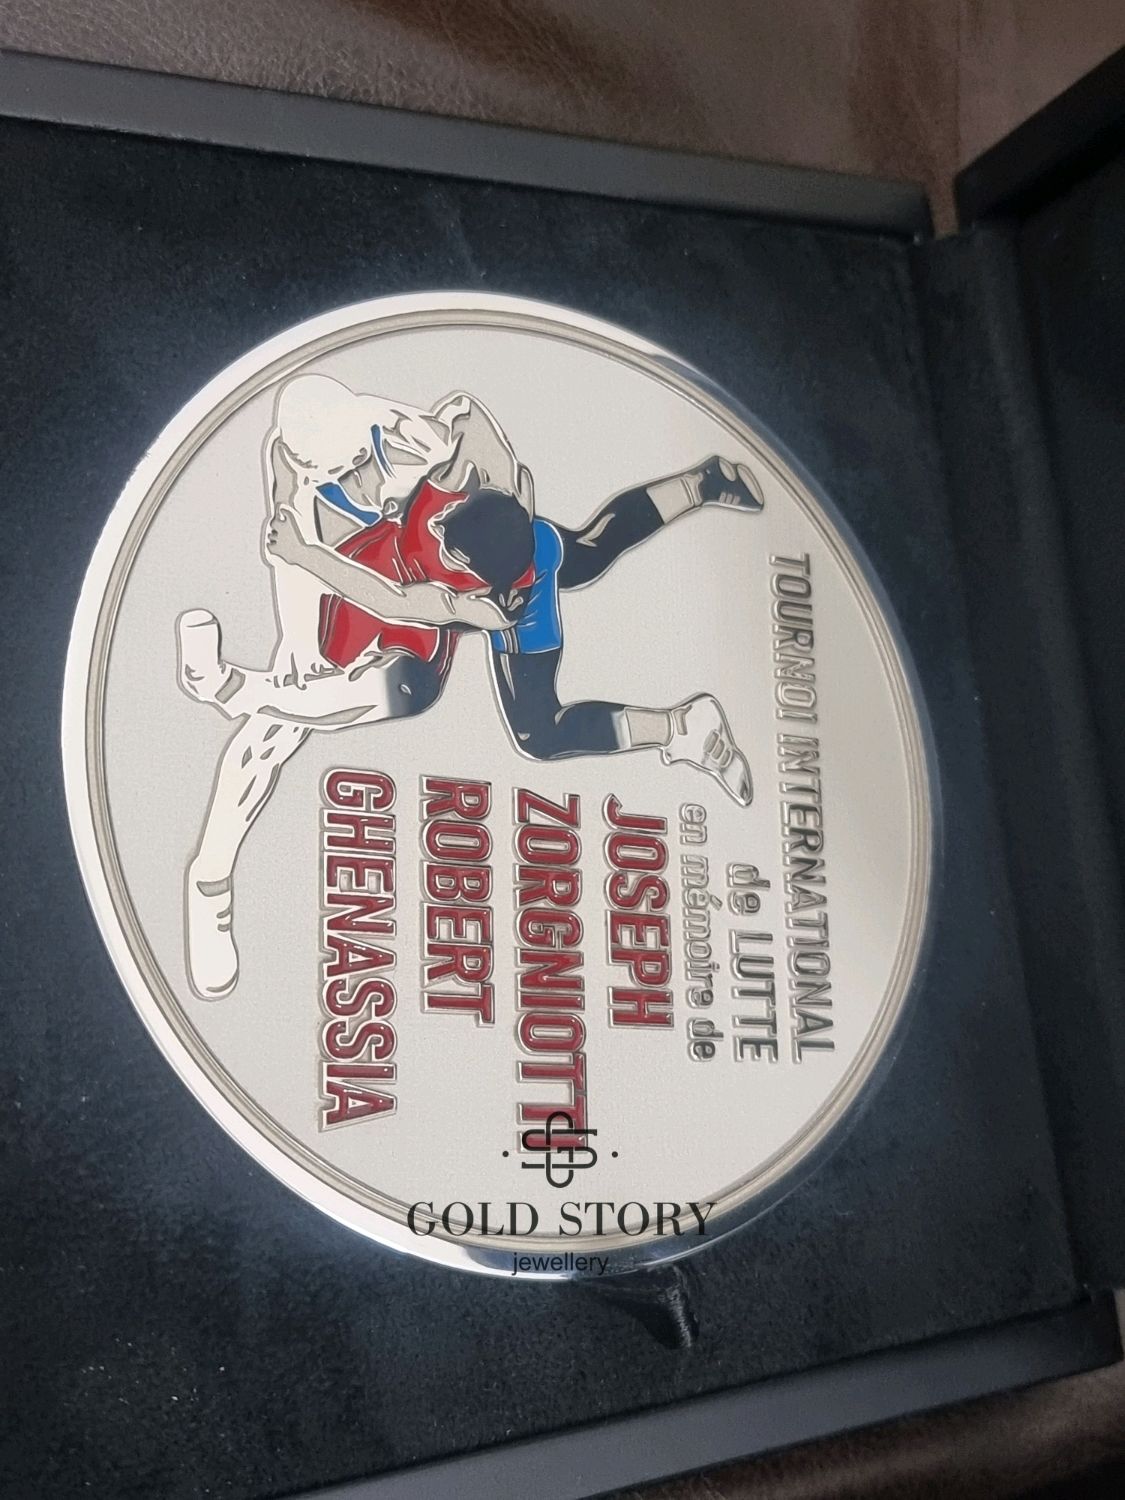 TOURNOI INTERNATIONAL
de LUTTE
en mémoire de
JOSEPH
ZORGNIOTTI
ROBERT
GHENASSIA
GOLD STORY
jewellery